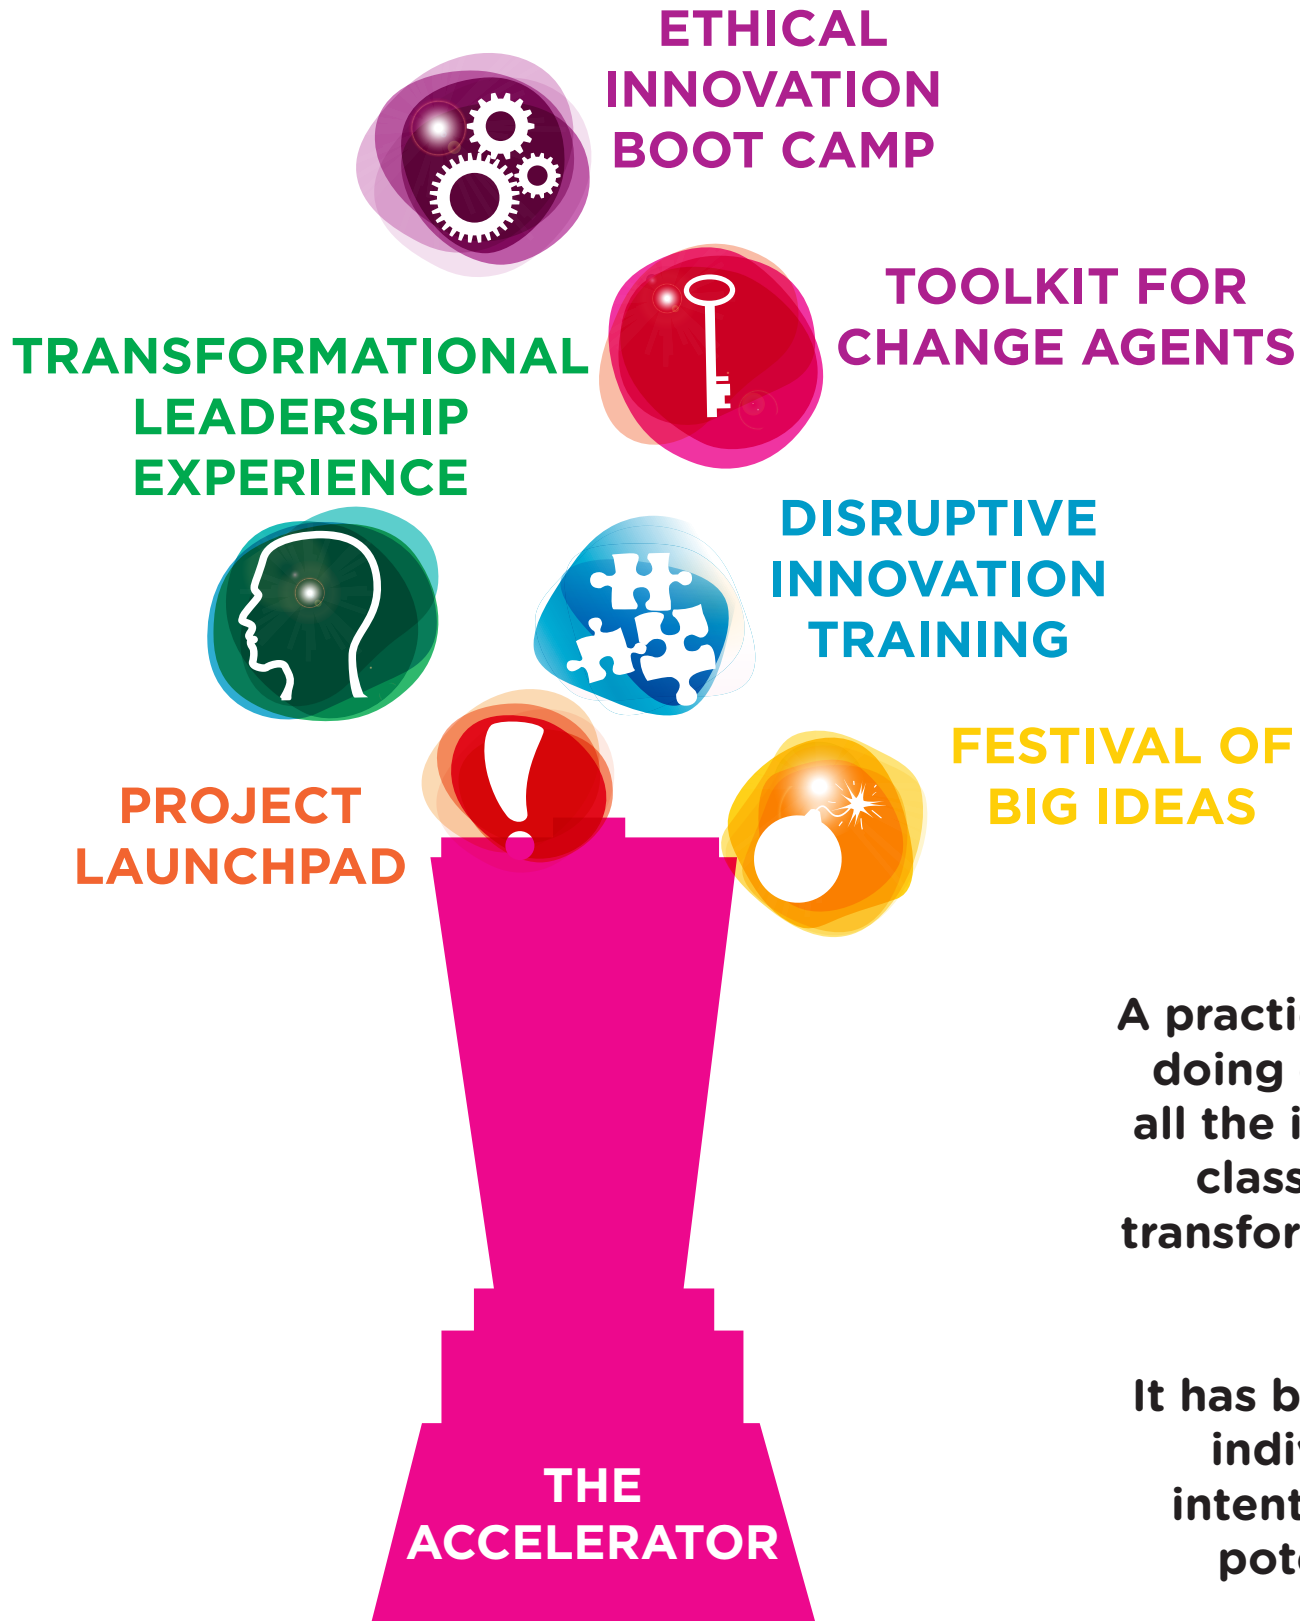 ETHICAL
INNOVATION
BOOT CAMP
TOOLKIT FOR
CHANGE AGENTS
TRANSFORMATIONAL
LEADERSHIP
EXPERIENCE
DISRUPTIVE
INNOVATION
TRAINING
FESTIVAL OF
BIG IDEAS
PROJECT
LAUNCHPAD
A
doing
all the
It has
THE
ACCELERATOR